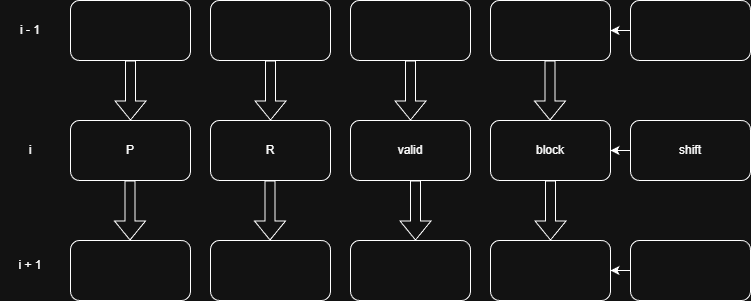 i - 1
i
P
R
valid
block
shift
i + 1